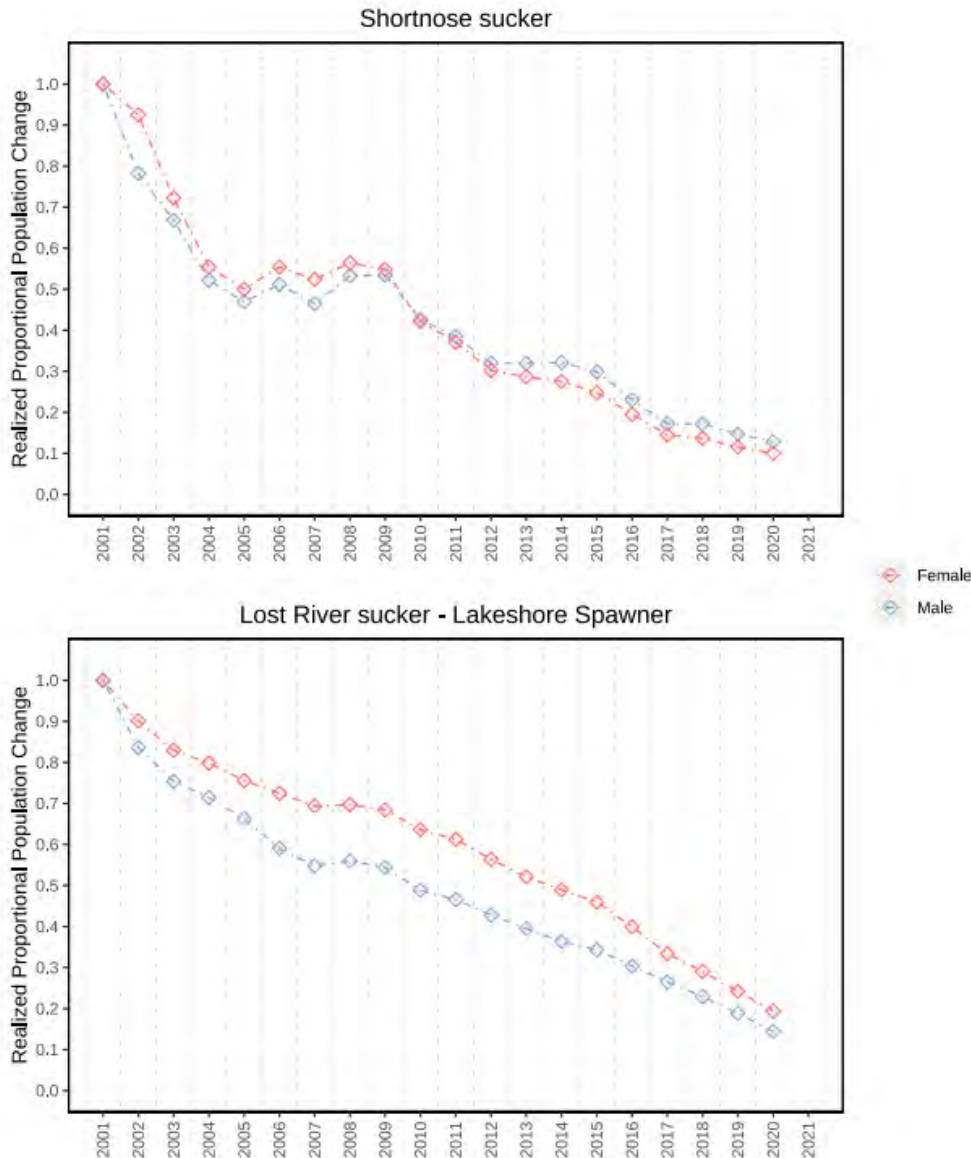 Shortnose sucker
Realized Proportional Population Change
1.0
0.9
0.8
0.7
0.6
0.5
0.4
0.3
0.2
0.1
0.0
2001 2002 2003 2004 2005 2006 2007 2008 2009 2010 2011 2012 2013 2014 2015 2016 2017 2018 2019 2020 2021
Female
Male
Lost River sucker - Lakeshore Spawner
Realized Proportional Population Change
1.0
0.9
0.8
0.7
0.6
0.5
0.4
0.3
0.2
0.1
0.0
2001 2002 2003 2004 2005 2006 2007 2008 2009 2010 2011 2012 2013 2014 2015 2016 2017 2018 2019 2020 2021